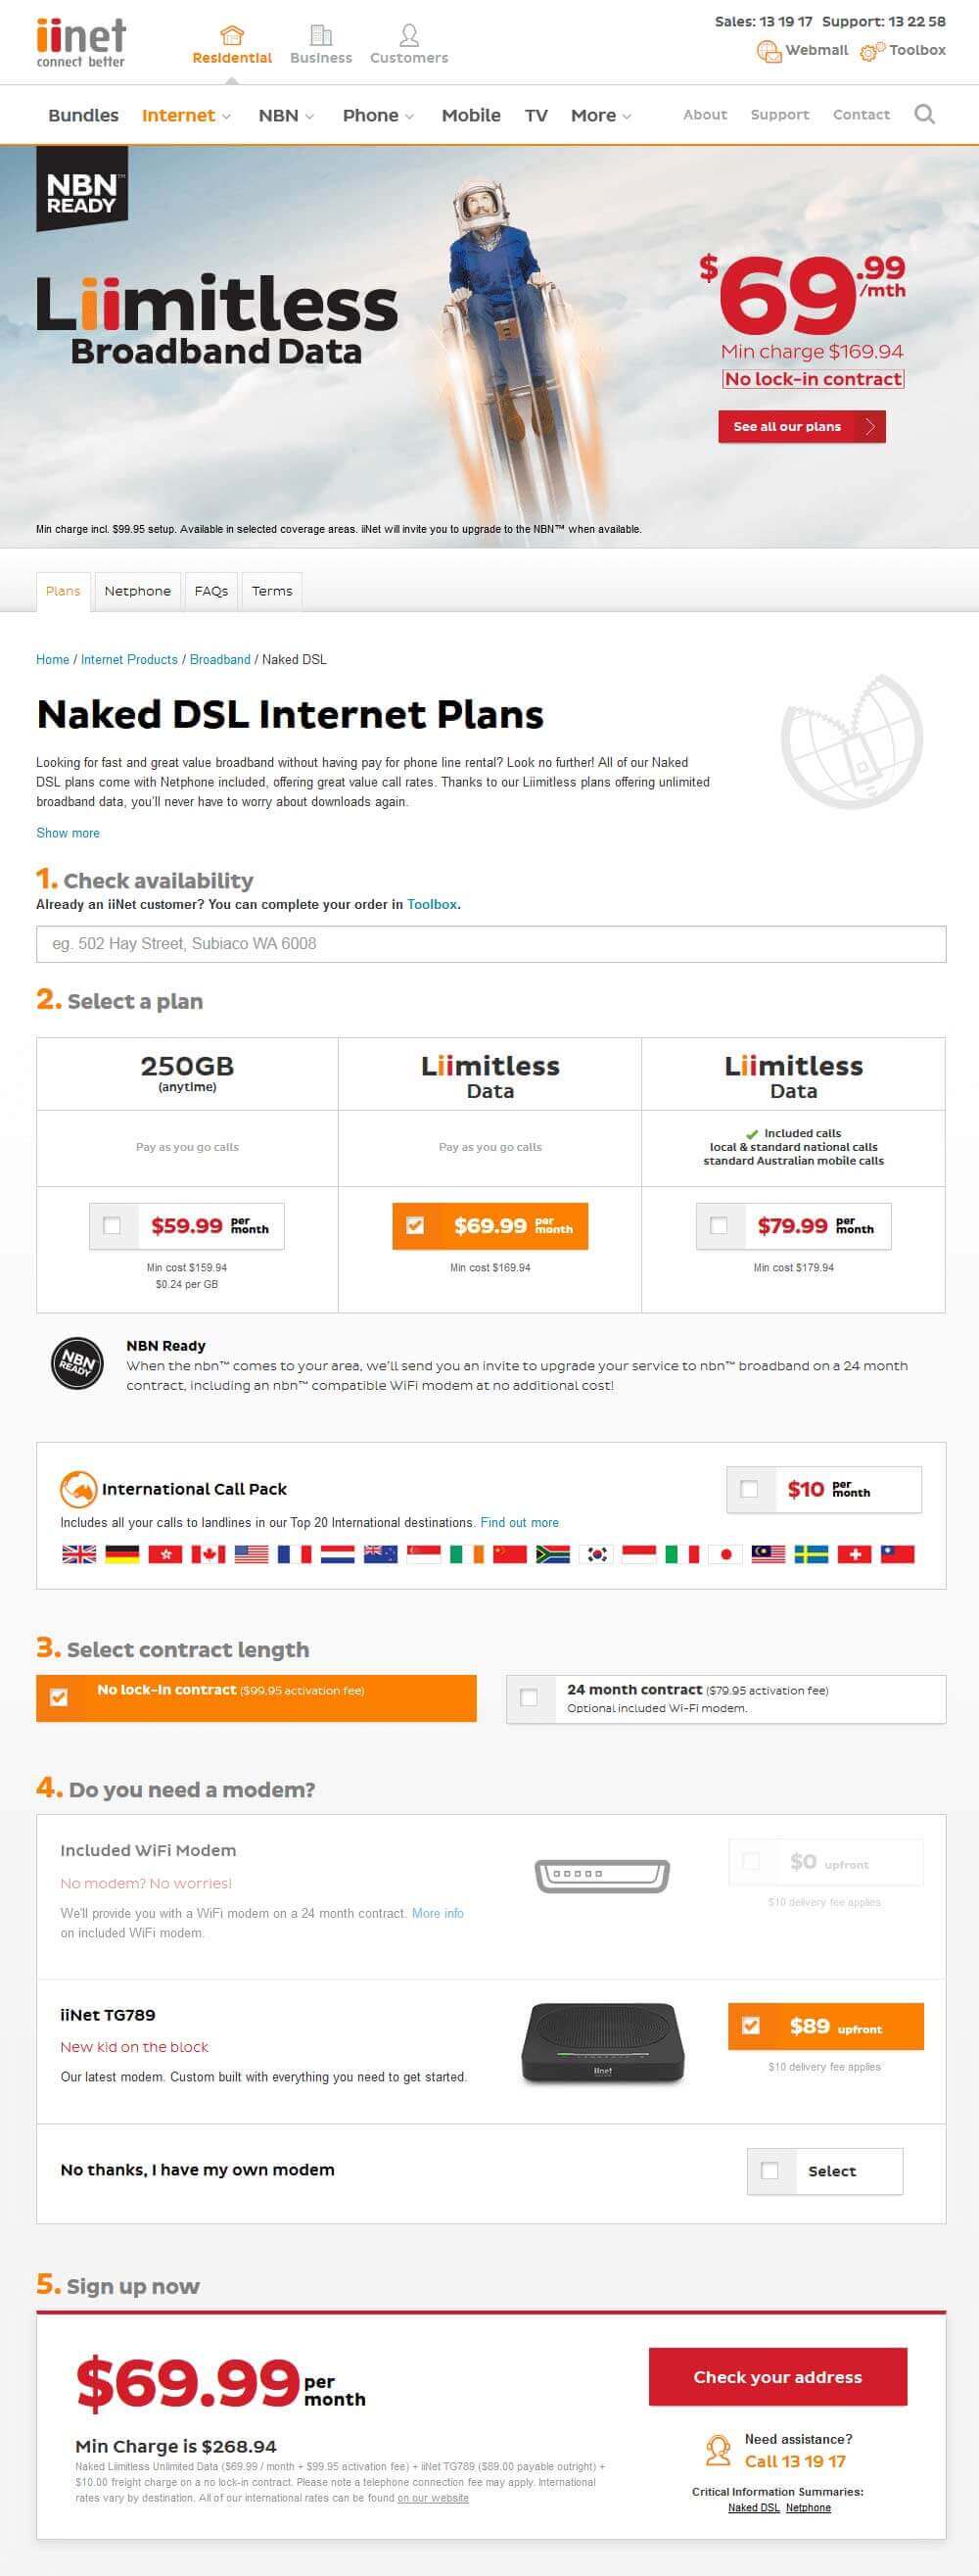 iinet
connect better
Residential Business Customers
Sales: 13 19 17 Support: 13 22 58
Webmail Toolbox
Bundles Internet NBN Phone Mobile TV More About Support Contact
NBN™
READY
Liimitless
Broadband Data
$69.99
/mth
Min charge $169.94
No lock-in contract
See all our plans
Min charge incl. $99.95 setup. Available in selected coverage areas. iiNet will invite you to upgrade to the NBN™ when available.
Plans Netphone FAQs Terms
Home / Internet Products / Broadband / Naked DSL
Naked DSL Internet Plans
Looking for fast and great value broadband without having pay for phone line rental? Look no further! All of our Naked
DSL plans come with Netphone included, offering great value call rates. Thanks to our Liimitless plans offering unlimited
broadband data, you'll never have to worry about downloads again.
Show more
1. Check availability
Already an iiNet customer? You can complete your order in Toolbox.
eg. 502 Hay Street, Subiaco WA 6008
2. Select a plan
250GB
(anytime)
Liimitless
Data
Liimitless
Data
Pay as you go calls
Pay as you go calls
Included calls
local & standard national calls
standard Australian mobile calls
$59.99 per month
Min cost $159.94
$0.24 per GB
$69.99 per month
Min cost $169.94
$79.99 per month
Min cost $179.94
NBN
READY
NBN Ready
When the nbn™ comes to your area, we'll send you an invite to upgrade your service to nbn™ broadband on a 24 month
contract, including an nbn™ compatible WiFi modem at no additional cost!
International Call Pack
$10 per month
Includes all your calls to landlines in our Top 20 International destinations. Find out more
3. Select contract length
No lock-in contract ($99.95 activation fee)
24 month contract ($79.95 activation fee)
Optional included Wi-Fi modem.
4. Do you need a modem?
Included WiFi Modem
No modem? No worries!
We'll provide you with a WiFi modem on a 24 month contract. More info
on included WiFi modem.
$0 upfront
$10 delivery fee applies
iiNet TG789
New kid on the block
Our latest modem. Custom built with everything you need to get started.
iinet
$89 upfront
$10 delivery fee applies
No thanks, I have my own modem
Select
5. Sign up now
$69.99 per
month
Min Charge is $268.94
Naked Liimitless Unlimited Data ($69.99 / month + $99.95 activation fee) + iiNet TG789 ($89.00 payable outright) +
$10.00 freight charge on a no lock-in contract. Please note a telephone connection fee may apply. International
rates vary by destination. All of our international rates can be found on our website
Check your address
Need assistance?
Call 13 19 17
Critical Information Summaries:
Naked DSL Netphone